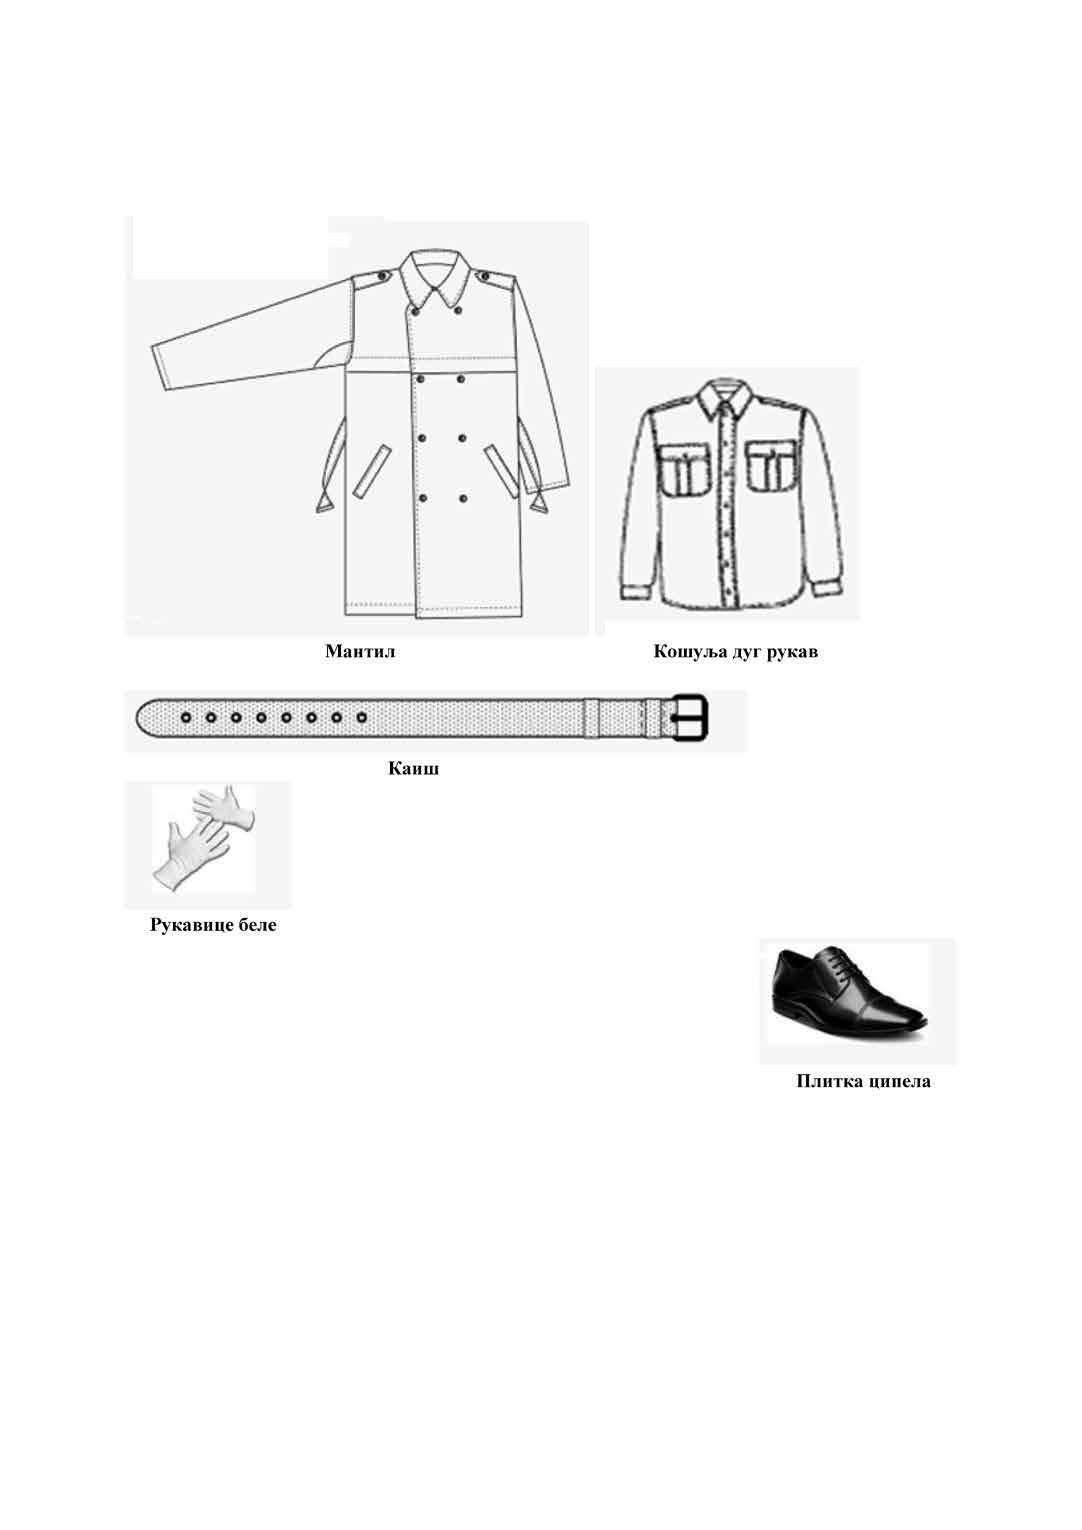 Мантил
Кошуља дуг рукав
Каиш
Рукавице беле
Плитка ципела